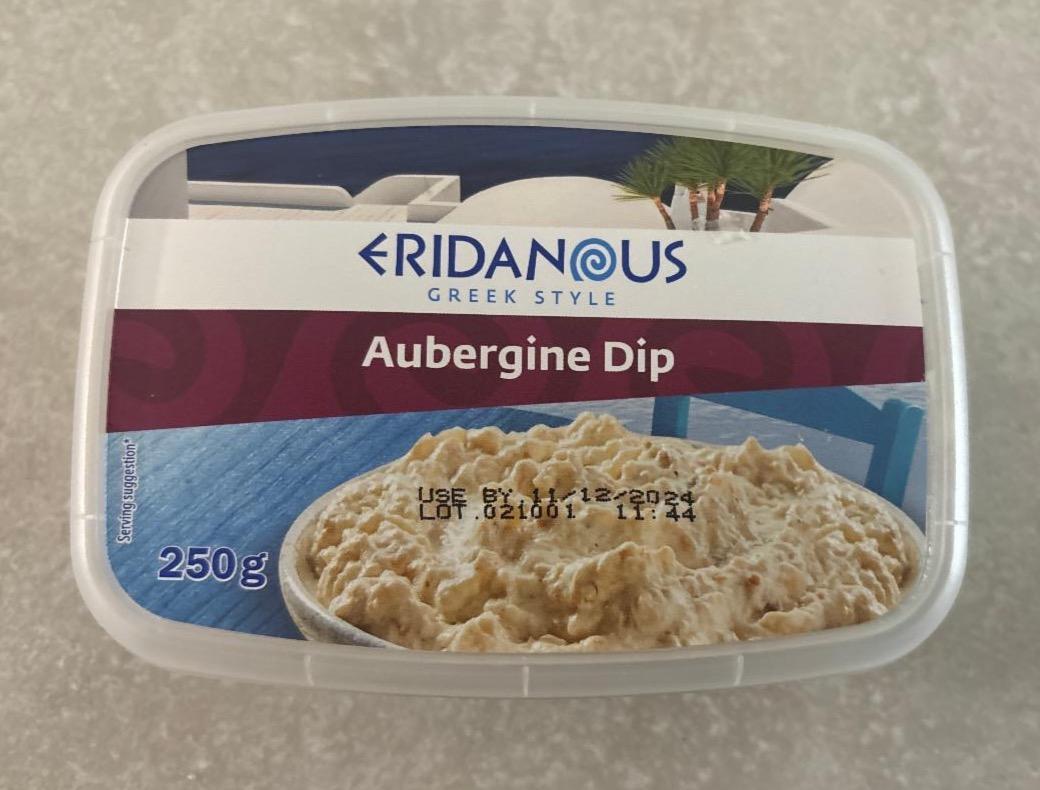 ERIDANOUS
GREEK STYLE
Aubergine Dip
USE BY 11/12/2024
LOT.021001 11:44
Serving suggestion*
250g